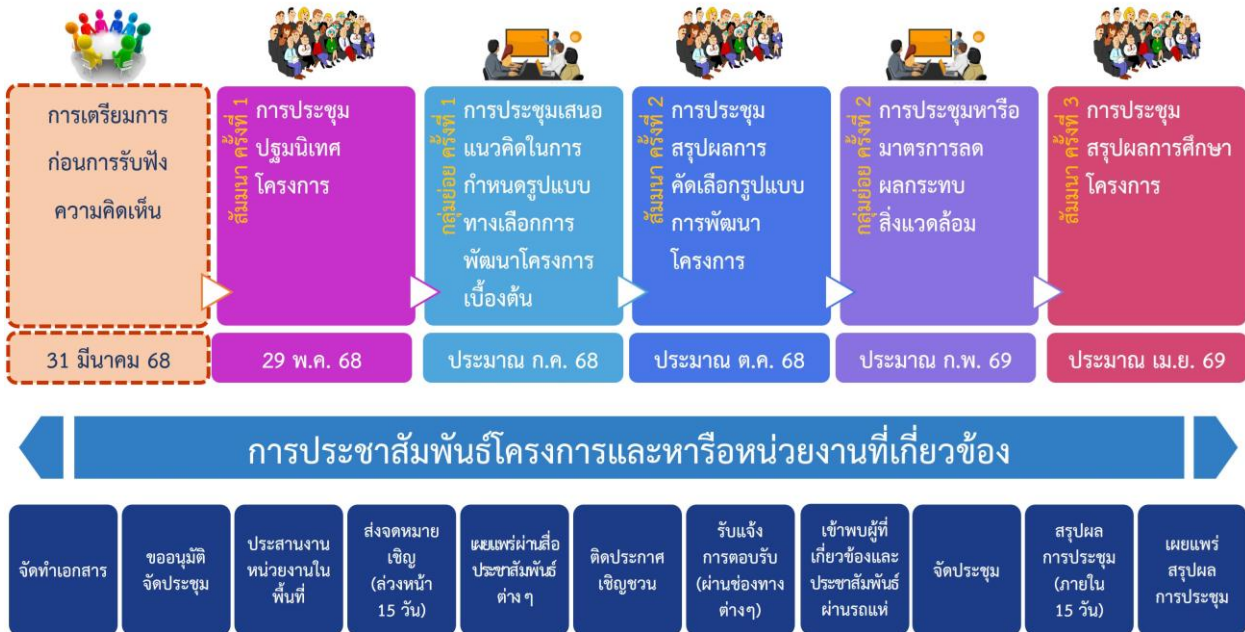 การเตรียมการ
ก่อนการรับฟัง
ความคิดเห็น
31 มีนาคม 68
สัมมนา ครั้งที่ 1
การประชุม
ปฐมนิเทศ
โครงการ
29 พ.ค. 68
กลุ่มย่อย ครั้งที่ 1
การประชุมเสนอ
แนวคิดในการ
กำหนดรูปแบบ
ทางเลือกการ
พัฒนาโครงการ
เบื้องต้น
ประมาณ ก.ค. 68
สัมมนา ครั้งที่ 2
การประชุม
สรุปผลการ
คัดเลือกรูปแบบ
การพัฒนา
โครงการ
ประมาณ ต.ค. 68
กลุ่มย่อย ครั้งที่ 2
การประชุมหารือ
มาตรการลด
ผลกระทบ
สิ่งแวดล้อม
ประมาณ ก.พ. 69
สัมมนา ครั้งที่ 3
การประชุม
สรุปผลการศึกษา
โครงการ
ประมาณ เม.ย. 69
การประชาสัมพันธ์โครงการและหารือหน่วยงานที่เกี่ยวข้อง
จัดทำเอกสาร
ขออนุมัติ
จัดประชุม
ประสานงาน
หน่วยงานใน
พื้นที่
ส่งจดหมาย
เชิญ
(ล่วงหน้า
15 วัน)
เผยแพร่ผ่านสื่อ
ประชาสัมพันธ์
ต่าง ๆ
ติดประกาศ
เชิญชวน
รับแจ้ง
การตอบรับ
(ผ่านช่องทาง
ต่างๆ)
เข้าพบผู้ที่
เกี่ยวข้องและ
ประชาสัมพันธ์
ผ่านรถแห่
จัดประชุม
สรุปผล
การประชุม
(ภายใน
15 วัน)
เผยแพร่
สรุปผล
การประชุม